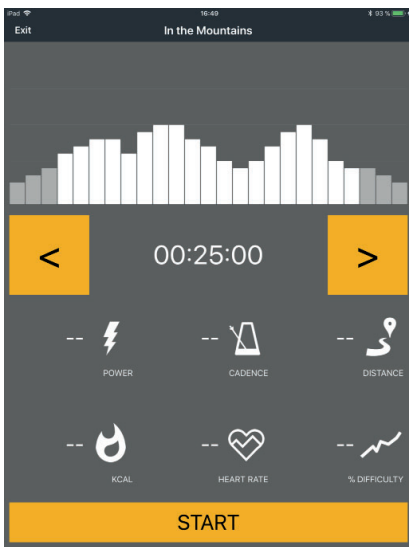 iPad 16:49 93 %
Exit In the Mountains
< 00:25:00 >
-- -- --
POWER CADENCE DISTANCE
-- -- --
KCAL HEART RATE % DIFFICULTY
START